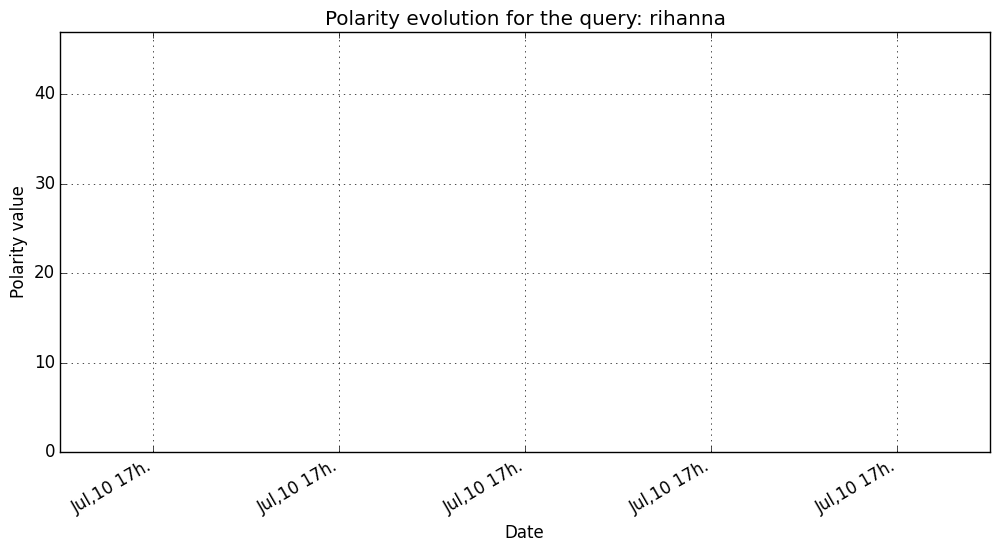 Polarity evolution for the query: rihanna
Polarity value
40
30
20
10
0
Jul,10 17h.
Jul,10 17h.
Jul,10 17h.
Jul,10 17h.
Jul,10 17h.
Date